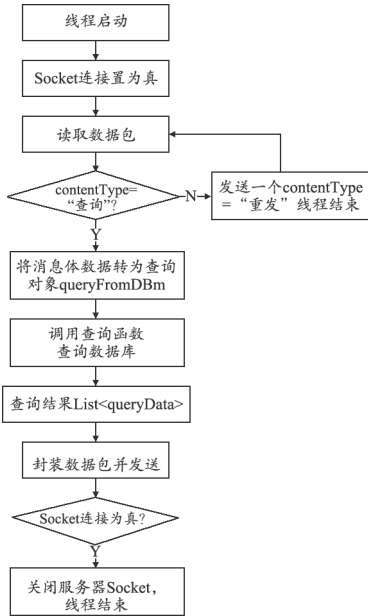 线程启动
Socket连接置为真
读取数据包
contentType=
“查询”?
N
发送一个contentType
=“重发”线程结束
Y
将消息体数据转为查询
对象queryFromDBm
调用查询函数
查询数据库
查询结果List<queryData>
封装数据包并发送
Socket连接为真?
Y
关闭服务器Socket,
线程结束